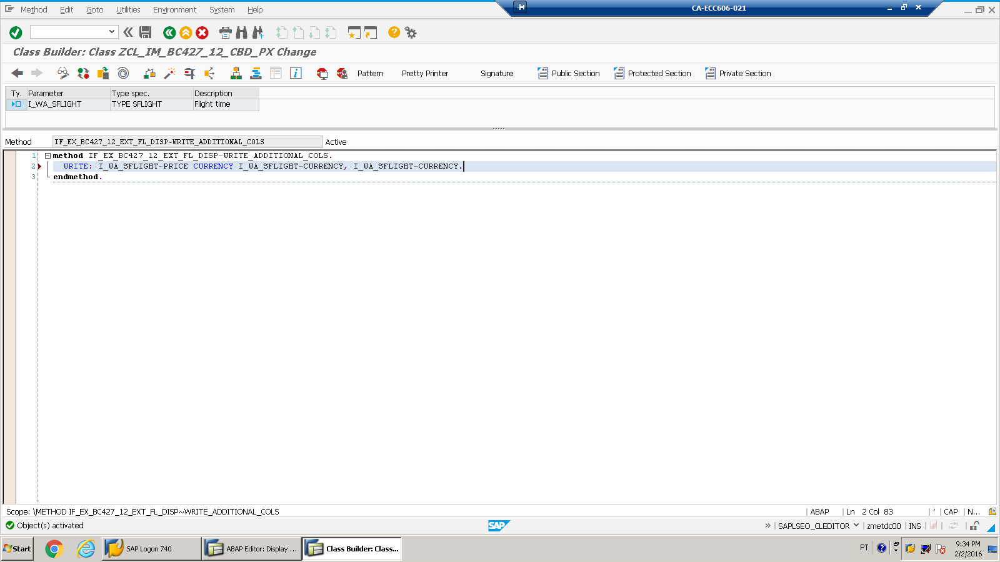 Method Edit Goto Utilities Environment System Help
CA-ECC606-021
Class Builder: Class ZCL_IM_BC427_12_CBD_PX Change
Pattern Pretty Printer Signature Public Section Protected Section Private Section
Ty. Parameter Type spec. Description
I_WA_SFLIGHT TYPE SFLIGHT Flight time
Method IF_EX_BC427_12_EXT_FL_DISP~WRITE_ADDITIONAL_COLS Active
1 method IF_EX_BC427_12_EXT_FL_DISP~WRITE_ADDITIONAL_COLS.
2 WRITE: I_WA_SFLIGHT-PRICE CURRENCY I_WA_SFLIGHT-CURRENCY, I_WA_SFLIGHT-CURRENCY.
3 endmethod.
Scope: \METHOD IF_EX_BC427_12_EXT_FL_DISP~WRITE_ADDITIONAL_COLS ABAP Ln 2 Col 83 CAP N...
Object(s) activated SAP » SAPLSEO_CLEDITOR zmetdc00 INS
Start SAP Logon 740 ABAP Editor: Display ... Class Builder: Class... PT 9:34 PM
2/2/2016